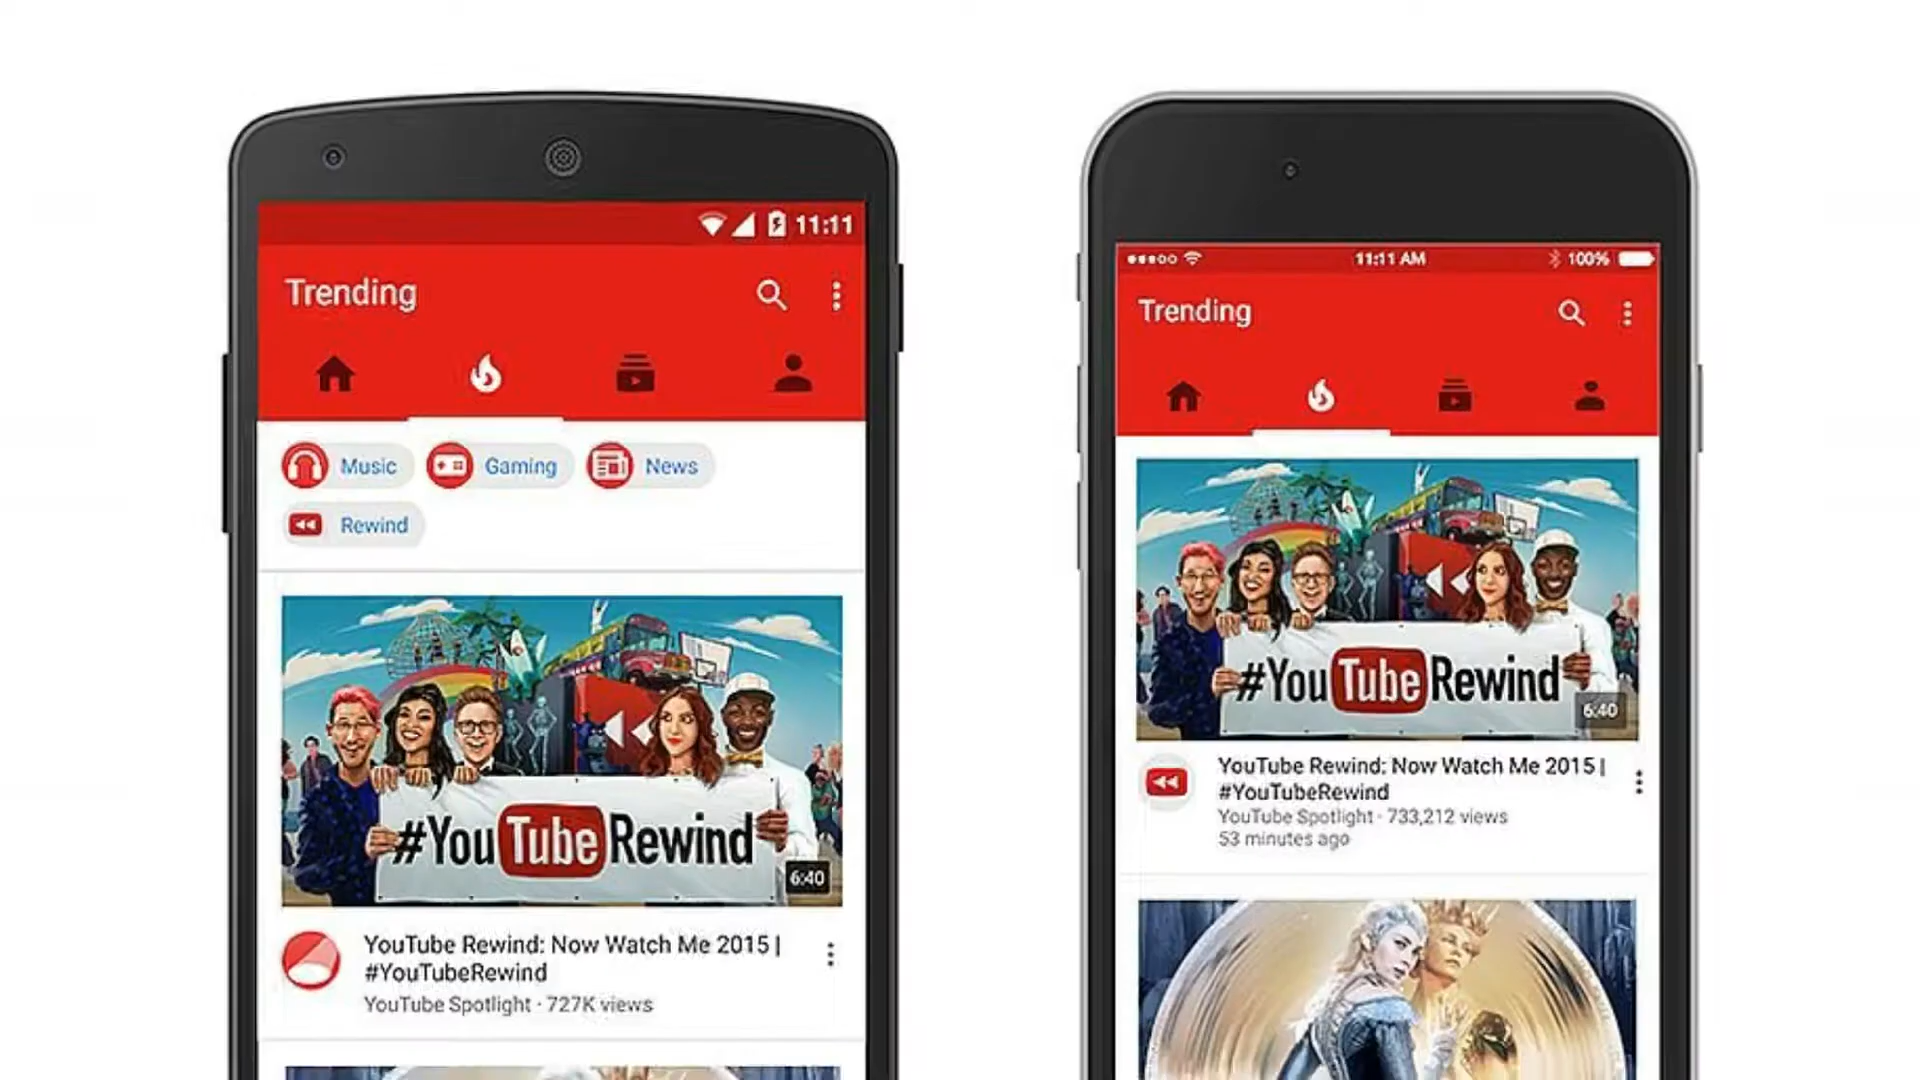 11:11
Trending
Music
Gaming
News
Rewind
#YouTubeRewind
6:40
YouTube Rewind: Now Watch Me 2015 |
#YouTubeRewind
YouTube Spotlight · 727K views
11:11 AM
100%
Trending
#YouTubeRewind
6:40
YouTube Rewind: Now Watch Me 2015 |
#YouTubeRewind
YouTube Spotlight · 733,212 views
53 minutes ago